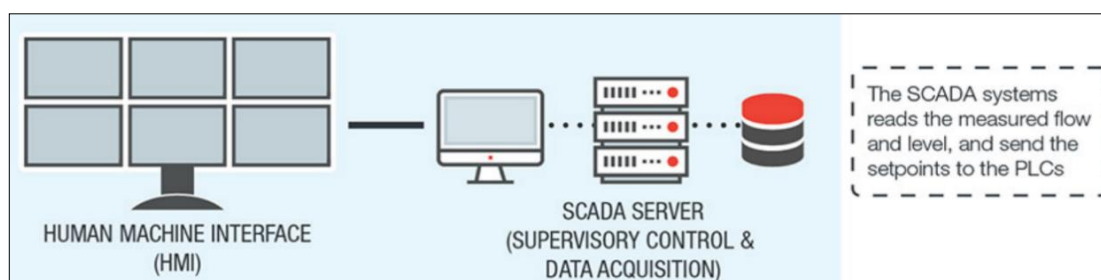 HUMAN MACHINE INTERFACE
(HMI)
SCADA SERVER
(SUPERVISORY CONTROL &
DATA ACQUISITION)
The SCADA systems
reads the measured flow
and level, and send the
setpoints to the PLCs